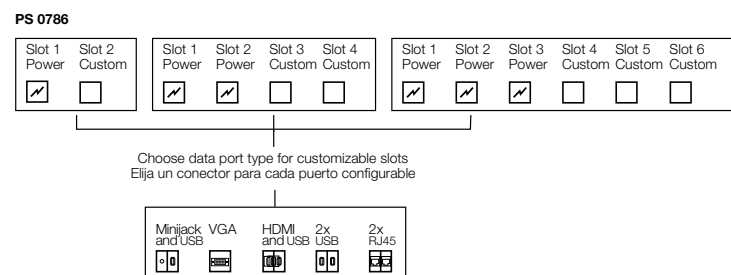 PS 0786
Slot 1 Slot 2 Slot 1 Slot 2 Slot 3 Slot 4 Slot 1 Slot 2 Slot 3 Slot 4 Slot 5 Slot 6
Power Custom Power Power Custom Custom Power Power Power Custom Custom Custom
Choose data port type for customizable slots
Elija un conector para cada puerto configurable
Minijack VGA HDMI 2x 2x
and USB and USB USB RJ45